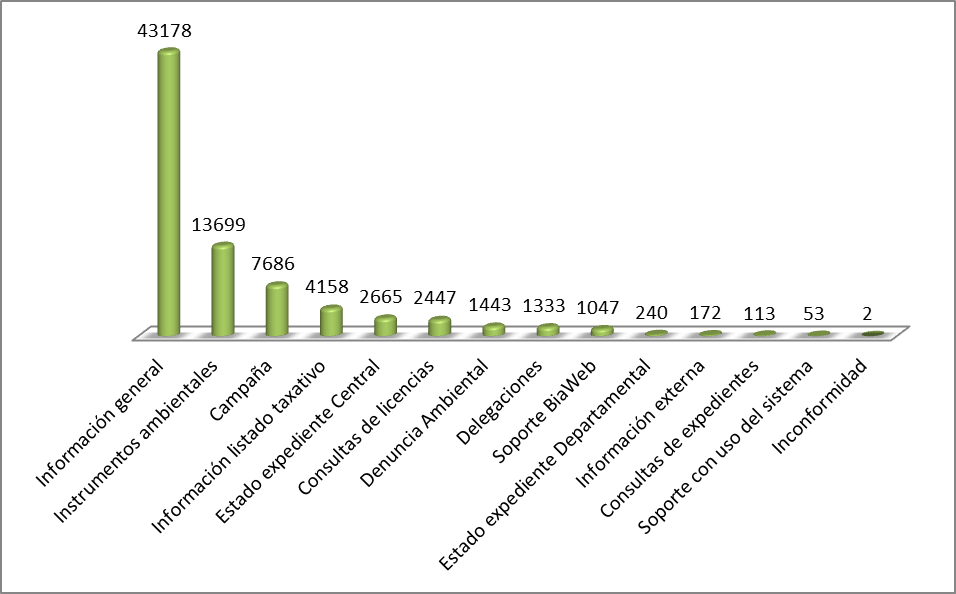 43178
13699
7686
4158
2665
2447
1443
1333
1047
240
172
113
53
2
Información general
Instrumentos ambientales
Campaña
Información listado taxativo
Estado expediente Central
Consultas de licencias
Denuncia Ambiental
Delegaciones
Soporte BiaWeb
Estado expediente Departamental
Información externa
Consultas de expedientes
Soporte con uso del sistema
Inconformidad